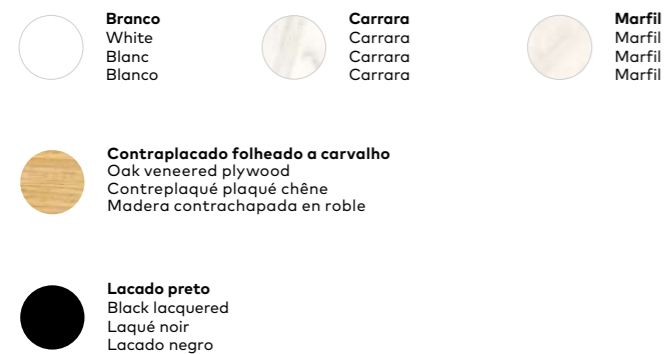 Branco
White
Blanc
Blanco
Carrara
Carrara
Carrara
Carrara
Marfil
Marfil
Marfil
Marfil
Contraplacado folheado a carvalho
Oak veneered plywood
Contreplaqué plaqué chêne
Madera contrachapada en roble
Lacado preto
Black lacquered
Laqué noir
Lacado negro